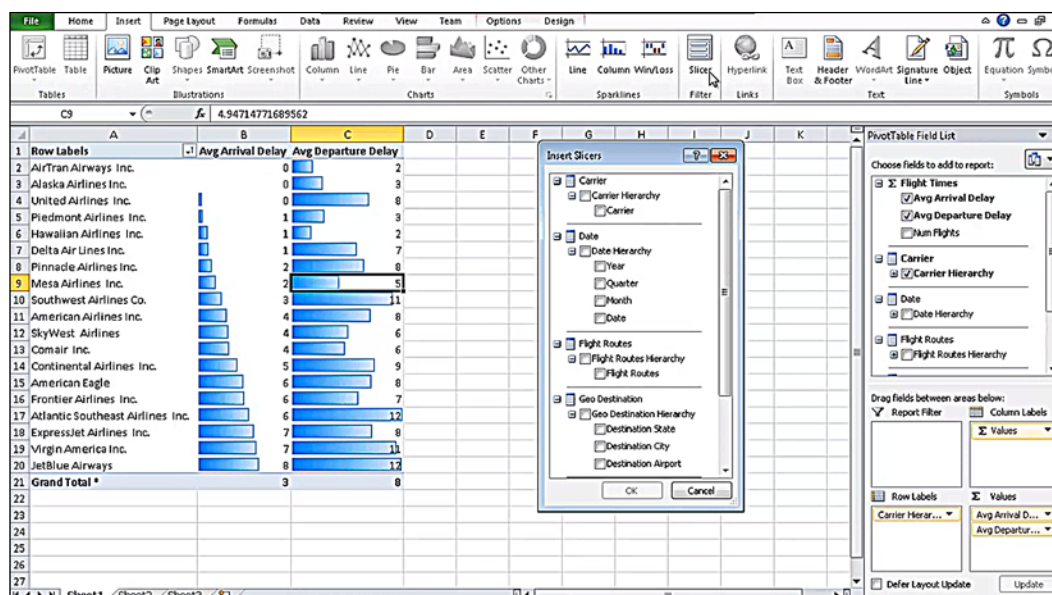 File Home Insert Page Layout Formulas Data Review View Team Options Design
PivotTable Table Picture Clip Art Shapes SmartArt Screenshot Column Line Pie Bar Area Scatter Other Charts Line Column Win/Loss Slicer Hyperlink Text Box Header & Footer WordArt Signature Line Object Equation Symbol
Tables Illustrations Charts Sparklines Filter Links Text Symbols
C9 fx 4.94714771689562
A B C D E F G H I J K
1 Row Labels Avg Arrival Delay Avg Departure Delay
2 AirTran Airways Inc. 0 2
3 Alaska Airlines Inc. 0 3
4 United Airlines Inc. 0 8
5 Piedmont Airlines Inc. 1 3
6 Hawaiian Airlines Inc. 1 2
7 Delta Air Lines Inc. 1 7
8 Pinnacle Airlines Inc. 2 8
9 Mesa Airlines Inc. 2 5
10 Southwest Airlines Co. 3 11
11 American Airlines Inc. 4 8
12 SkyWest Airlines 4 6
13 Comair Inc. 4 6
14 Continental Airlines Inc. 5 9
15 American Eagle 6 8
16 Frontier Airlines Inc. 6 7
17 Atlantic Southeast Airlines Inc. 6 12
18 ExpressJet Airlines Inc. 7 8
19 Virgin America Inc. 7 11
20 JetBlue Airways 8 12
21 Grand Total * 3 8
22
23
24
25
26
27
Sheet1 Sheet2 Sheet3
Insert Slicers
Carrier
Carrier Hierarchy
Carrier
Date
Date Hierarchy
Year
Quarter
Month
Date
Flight Routes
Flight Routes Hierarchy
Flight Routes
Geo Destination
Geo Destination Hierarchy
Destination State
Destination City
Destination Airport
OK Cancel
PivotTable Field List
Choose fields to add to report:
Σ Flight Times
Avg Arrival Delay
Avg Departure Delay
Num Flights
Carrier
Carrier Hierarchy
Date
Date Hierarchy
Flight Routes
Flight Routes Hierarchy
Drag fields between areas below:
Report Filter Column Labels
Σ Values
Row Labels Σ Values
Carrier Hierar... Avg Arrival D...
Avg Departur...
Defer Layout Update Update